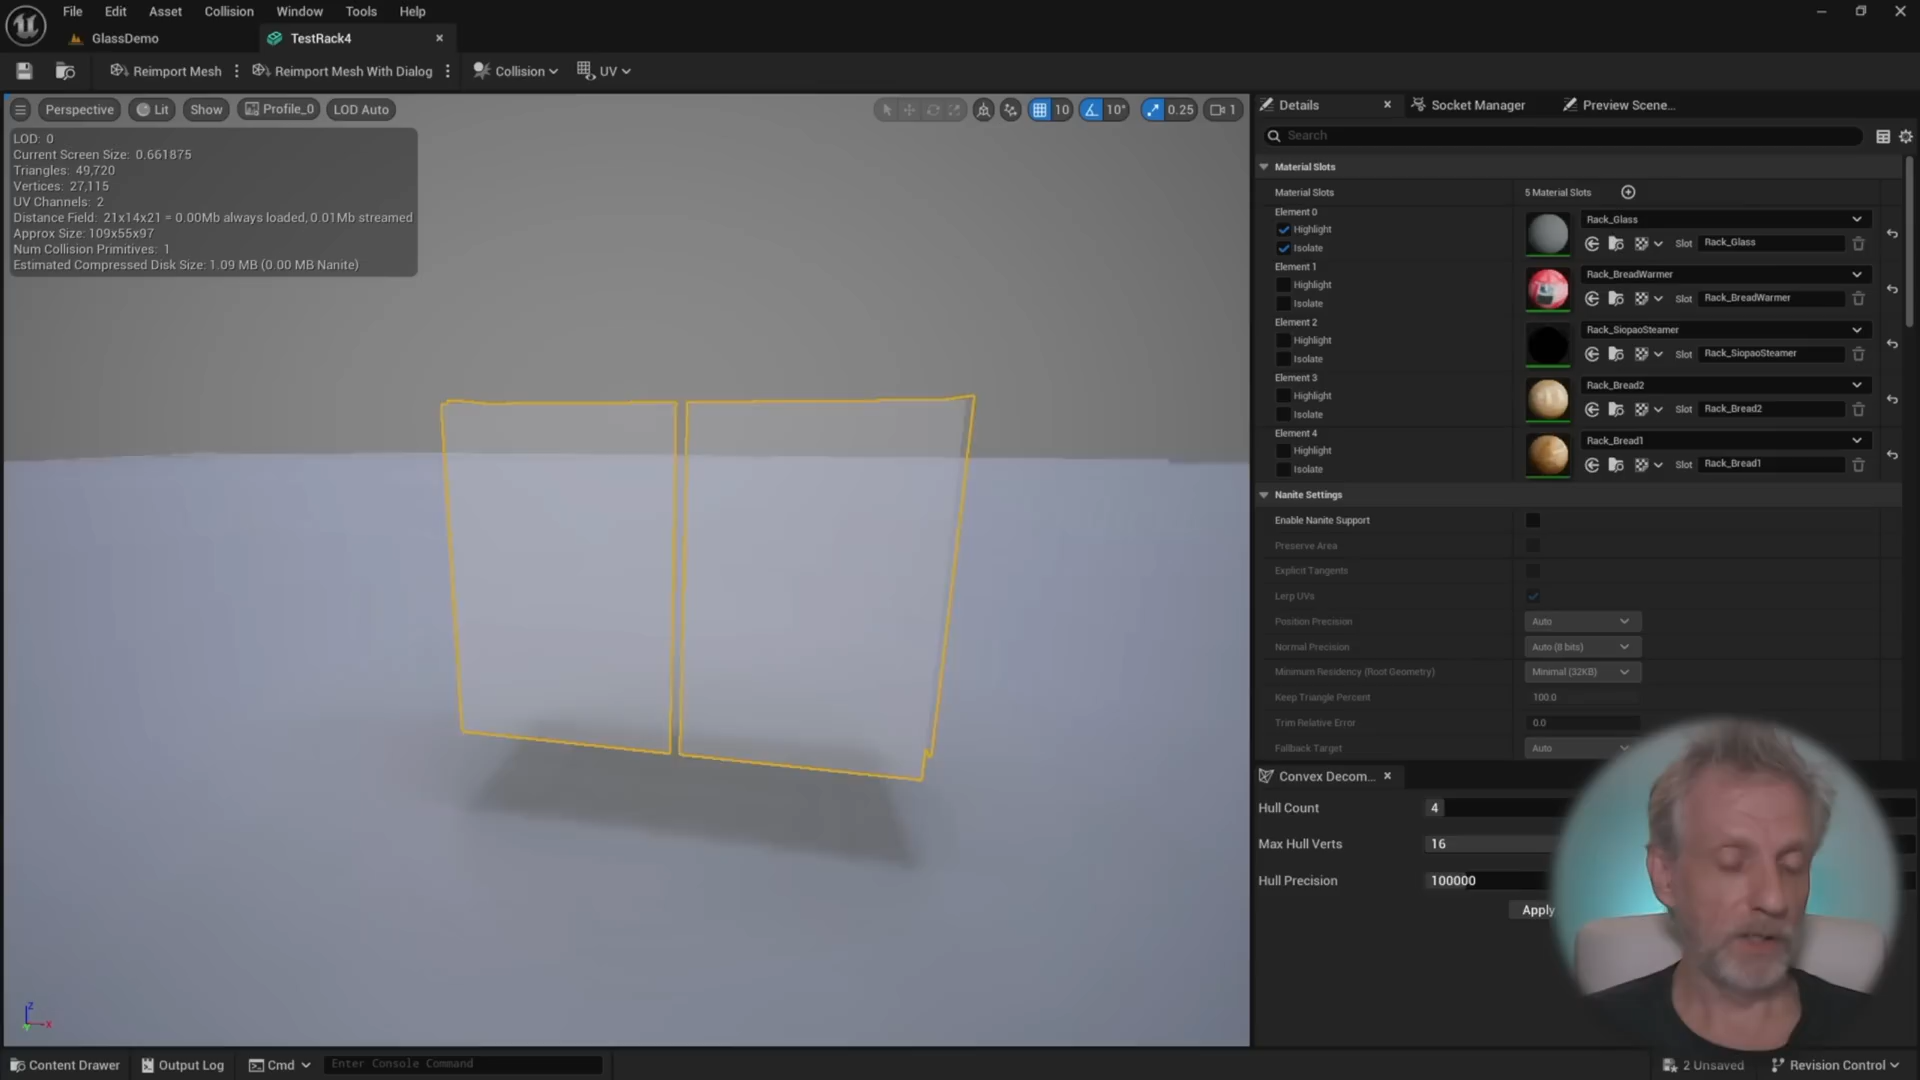 File Edit Asset Collision Window Tools Help
GlassDemo TestRack4
Reimport Mesh Reimport Mesh With Dialog Collision UV
Perspective Lit Show Profile_0 LOD Auto 10 10° 0.25 1
LOD: 0
Current Screen Size: 0.661875
Triangles: 49,720
Vertices: 27,115
UV Channels: 2
Distance Field: 21x14x21 = 0.00Mb always loaded, 0.01Mb streamed
Approx Size: 109x55x97
Num Collision Primitives: 1
Estimated Compressed Disk Size: 1.09 MB (0.00 MB Nanite)
Z
X
Details Socket Manager Preview Scene...
Search
Material Slots
Material Slots 5 Material Slots
Element 0 Rack_Glass
Highlight
Isolate Slot Rack_Glass
Element 1 Rack_BreadWarmer
Highlight
Isolate Slot Rack_BreadWarmer
Element 2 Rack_SiopaoSteamer
Highlight
Isolate Slot Rack_SiopaoSteamer
Element 3 Rack_Bread2
Highlight
Isolate Slot Rack_Bread2
Element 4 Rack_Bread1
Highlight
Isolate Slot Rack_Bread1
Nanite Settings
Enable Nanite Support
Preserve Area
Explicit Tangents
Lerp UVs
Position Precision Auto
Normal Precision Auto (8 bits)
Minimum Residency (Root Geometry) Minimal (32KB)
Keep Triangle Percent 100.0
Trim Relative Error 0.0
Fallback Target Auto
Convex Decom...
Hull Count 4
Max Hull Verts 16
Hull Precision 100000
Apply
Content Drawer Output Log Cmd Enter Console Command 2 Unsaved Revision Control